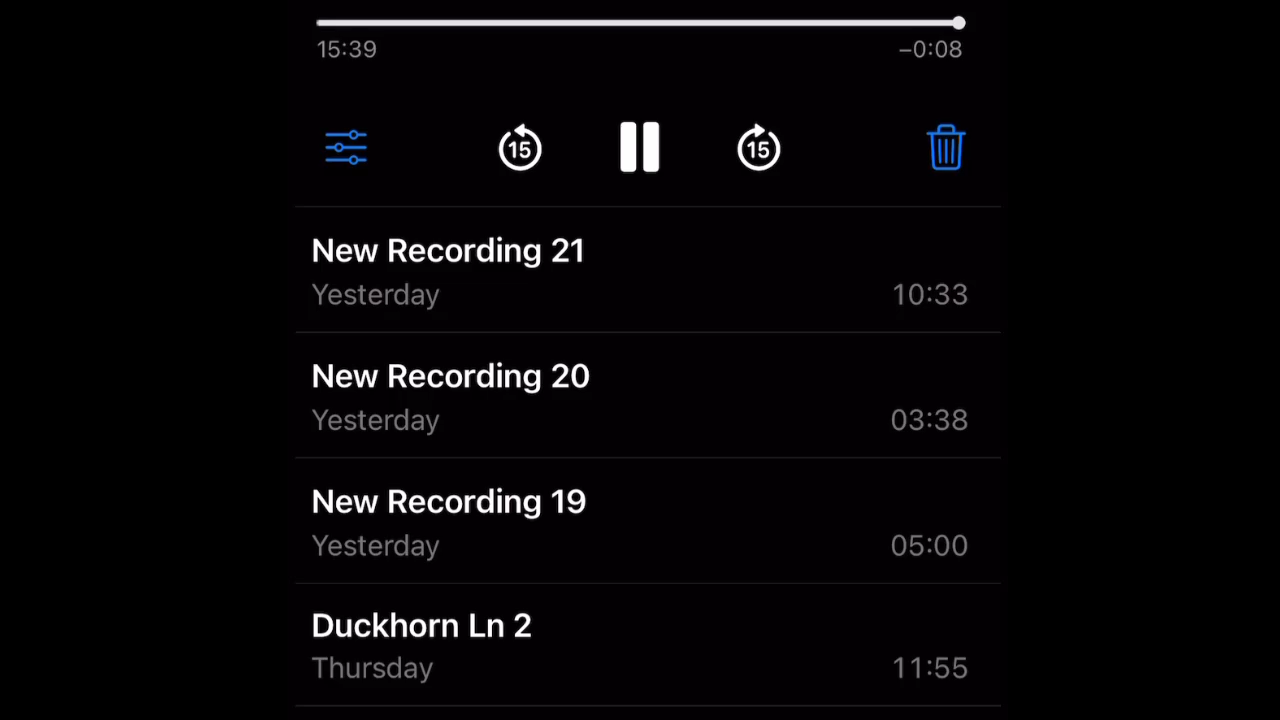 15:39 –0:08
15 15
New Recording 21
Yesterday 10:33
New Recording 20
Yesterday 03:38
New Recording 19
Yesterday 05:00
Duckhorn Ln 2
Thursday 11:55